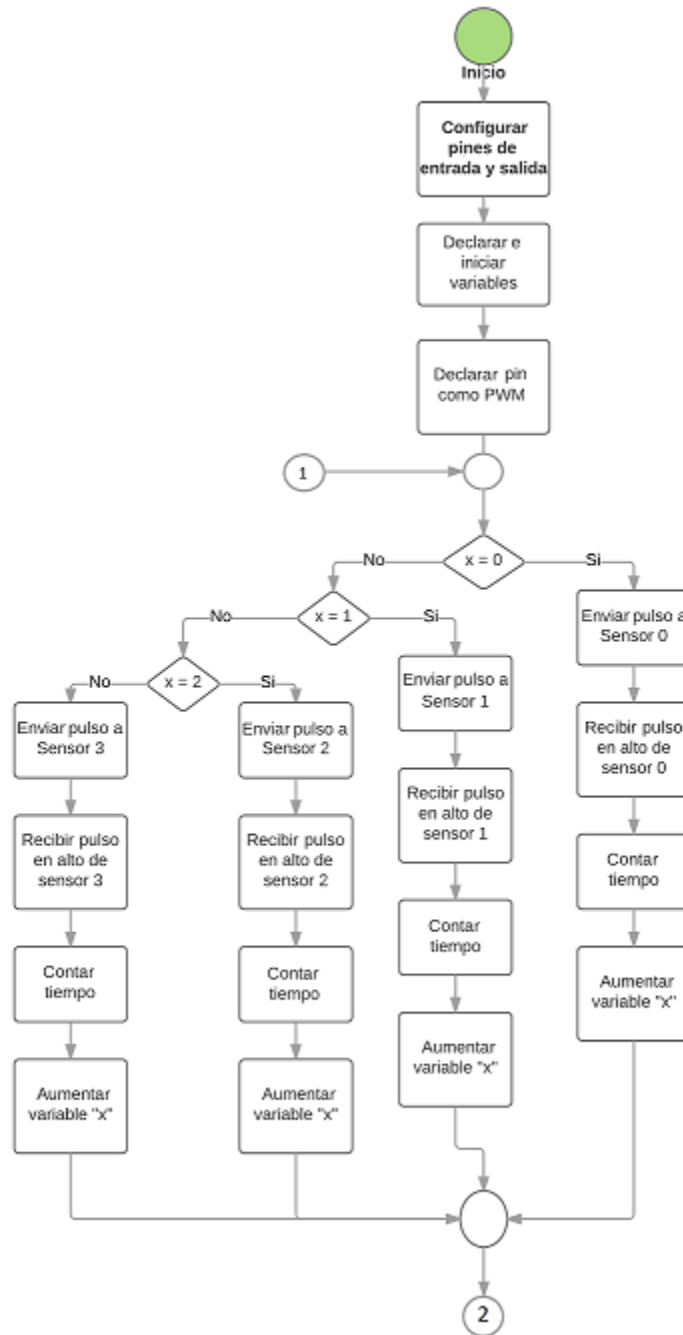 Inicio
Configurar
pines de
entrada y salida
Declarar e
iniciar
variables
Declarar pin
como PWM
1
x = 0
No
Si
x = 1
No
Si
x = 2
No
Si
Enviar pulso a
Sensor 3
Recibir pulso
en alto de
sensor 3
Contar
tiempo
Aumentar
variable "x"
Enviar pulso a
Sensor 2
Recibir pulso
en alto de
sensor 2
Contar
tiempo
Aumentar
variable "x"
Enviar pulso a
Sensor 1
Recibir pulso
en alto de
sensor 1
Contar
tiempo
Aumentar
variable "x"
Enviar pulso a
Sensor 0
Recibir pulso
en alto de
sensor 0
Contar
tiempo
Aumentar
variable "x"
2